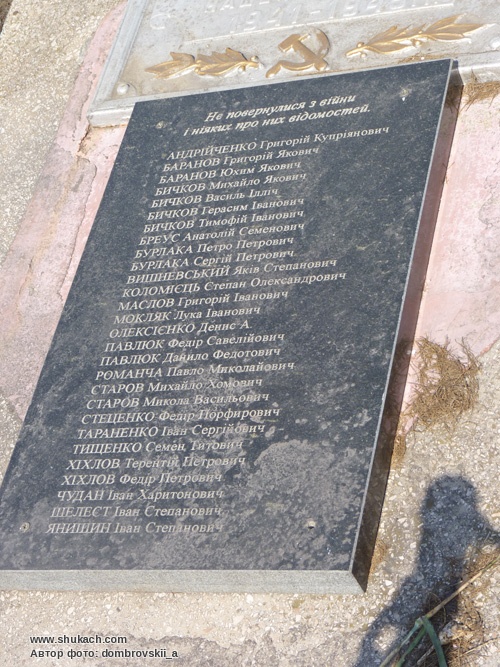 Не повернулися з війни
і ніяких про них відомостей.
АНДРІЙЧЕНКО Григорій Купріянович
БАРАНОВ Григорій Якович
БАРАНОВ Юхим Якович
БИЧКОВ Михайло Якович
БИЧКОВ Василь Ілліч
БИЧКОВ Герасим Іванович
БИЧКОВ Тимофій Іванович
БРЕУС Анатолій Семенович
БУРЛАКА Петро Петрович
БУРЛАКА Сергій Петрович
ВИШНЕВСЬКИЙ Яків Степанович
КОЛОМІЄЦЬ Степан Олександрович
МАСЛОВ Григорій Іванович
МОКЛЯК Лука Іванович
ОЛЕКСІЄНКО Денис А.
ПАВЛЮК Федір Савелійович
ПАВЛЮК Данило Федотович
РОМАНЧА Павло Миколайович
СТАРОВ Михайло Хомович
СТАРОВ Микола Васильович
СТЕЦЕНКО Федір Порфирович
ТАРАНЕНКО Іван Сергійович
ТИЩЕНКО Семен Титович
ХІХЛОВ Терентій Петрович
ХІХЛОВ Федір Петрович
ЧУДАН Іван Харитонович
ШЕЛЕСТ Іван Степанович
ЯНИШИН Іван Степанович
www.shukach.com
Автор фото: dombrovskii_a